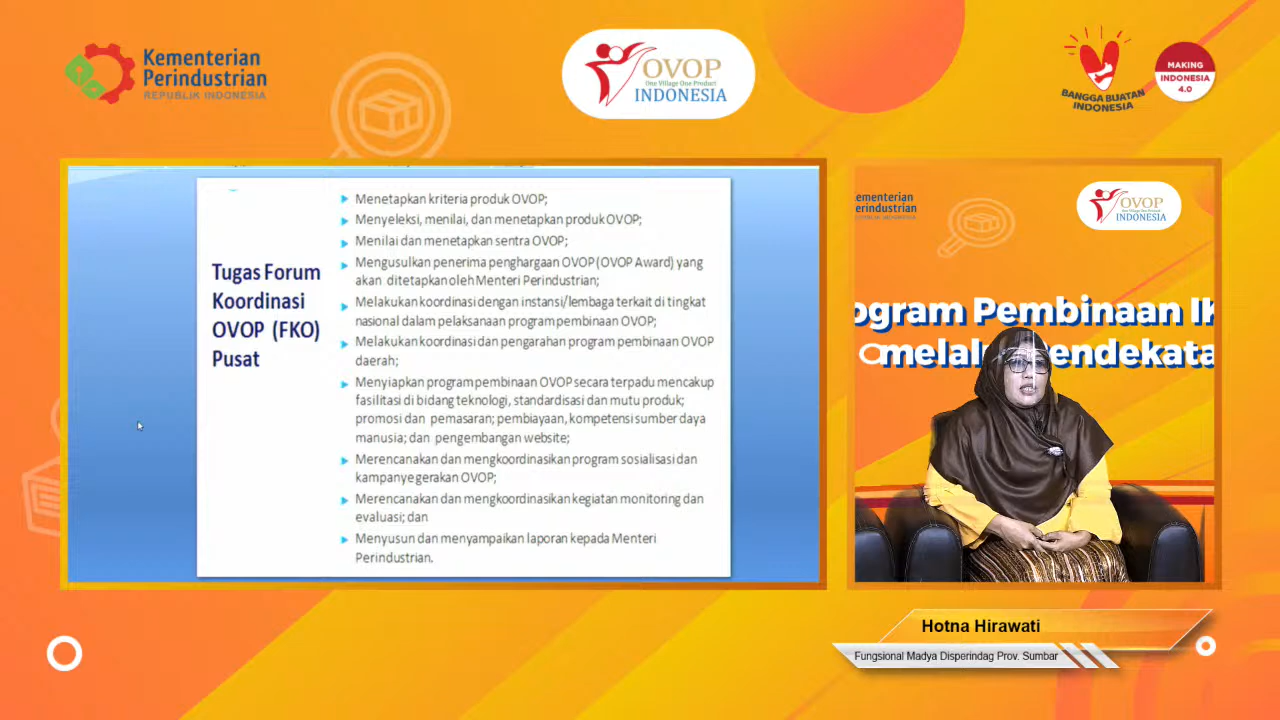 Kementerian
Perindustrian
REPUBLIK INDONESIA
OVOP
One Village One Product
INDONESIA
BANGGA BUATAN
INDONESIA
MAKING
INDONESIA
4.0
Tugas Forum
Koordinasi
OVOP (FKO)
Pusat
Menetapkan kriteria produk OVOP;
Menyeleksi, menilai, dan menetapkan produk OVOP;
Menilai dan menetapkan sentra OVOP;
Mengusulkan penerima penghargaan OVOP (OVOP Award) yang
akan ditetapkan oleh Menteri Perindustrian;
Melakukan koordinasi dengan instansi/lembaga terkait di tingkat
nasional dalam pelaksanaan program pembinaan OVOP;
Melakukan koordinasi dan pengarahan program pembinaan OVOP
daerah;
Menyiapkan program pembinaan OVOP secara terpadu mencakup
fasilitasi di bidang teknologi, standardisasi dan mutu produk;
promosi dan pemasaran; pembiayaan, kompetensi sumber daya
manusia; dan pengembangan website;
Merencanakan dan mengkoordinasikan program sosialisasi dan
kampanye gerakan OVOP;
Merencanakan dan mengkoordinasikan kegiatan monitoring dan
evaluasi; dan
Menyusun dan menyampaikan laporan kepada Menteri
Perindustrian.
ementerian
erindustrian
OVOP
INDONESIA
ogram Pembinaan IK
melal endekata
Hotna Hirawati
Fungsional Madya Disperindag Prov. Sumbar